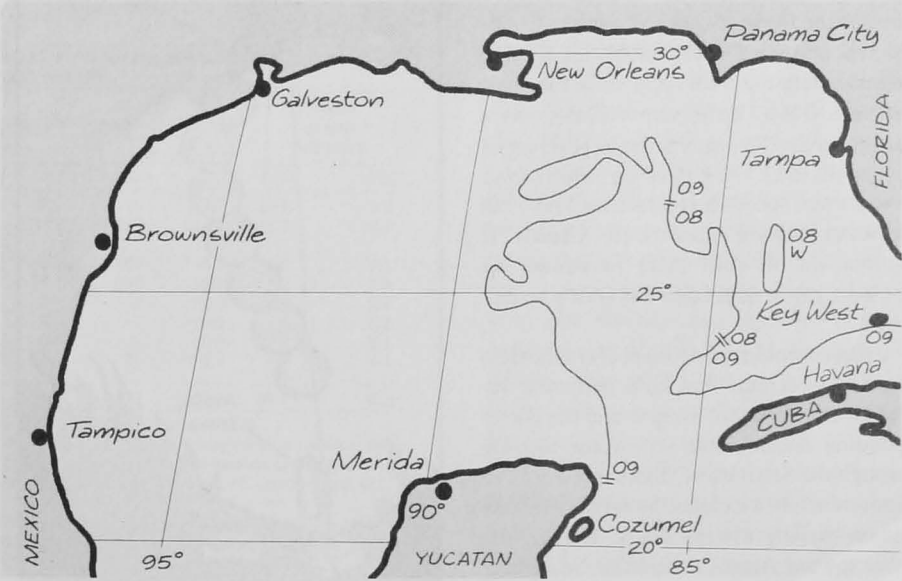 Panama City
30°
New Orleans
Galveston
FLORIDA
Tampa
09
08
Brownsville
08
W
25°
Key West
08
09
09
Havana
CUBA
Tampico
Merida
09
90°
MEXICO
Cozumel
YUCATAN
20°
95°
85°